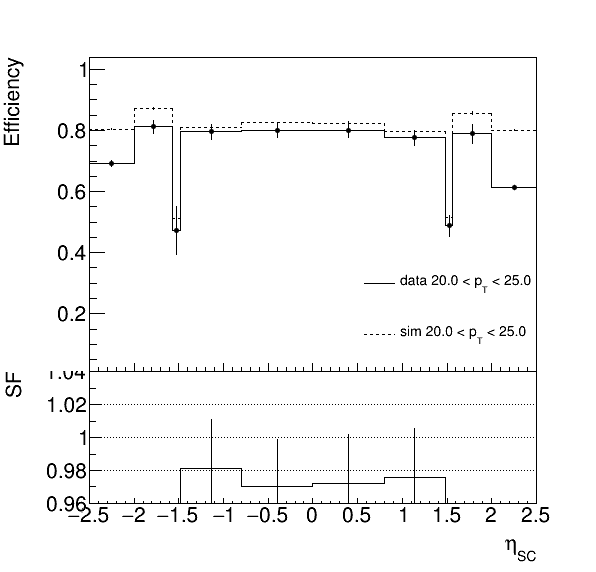 Efficiency
1
0.8
0.6
0.4
0.2
data 20.0 < p_T < 25.0
sim 20.0 < p_T < 25.0
SF
1.04
1.02
1
0.98
0.96
−2.5 −2 −1.5 −1 −0.5 0 0.5 1 1.5 2 2.5
η_SC